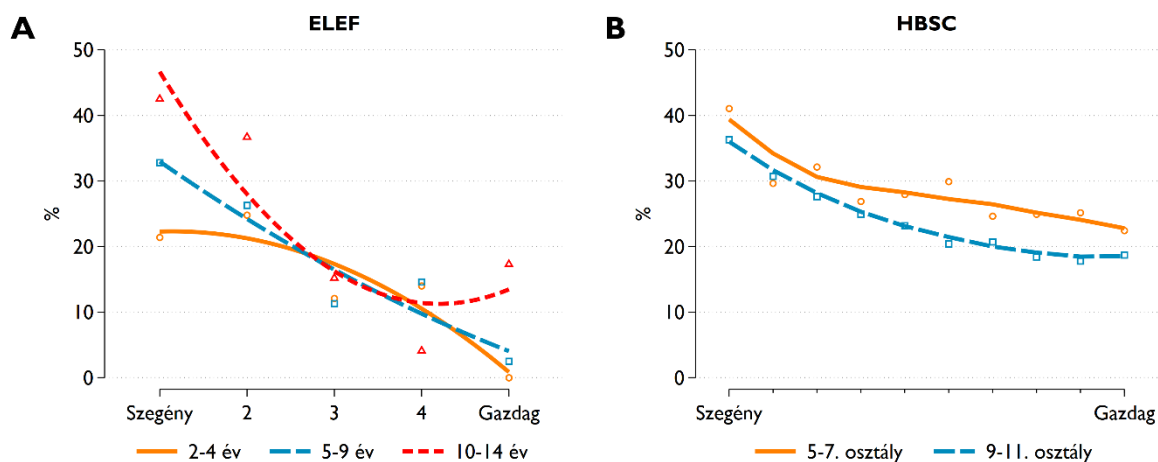 A
ELEF
50
40
30
20
10
0
%
Szegény 2 3 4 Gazdag
2-4 év 5-9 év 10-14 év
B
HBSC
50
40
30
20
10
0
%
Szegény Gazdag
5-7. osztály 9-11. osztály